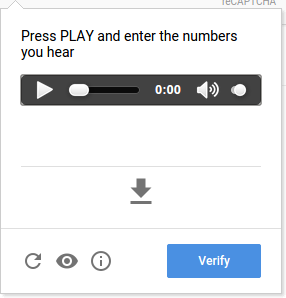 reCAPTCHA
Press PLAY and enter the numbers
you hear
0:00
Verify